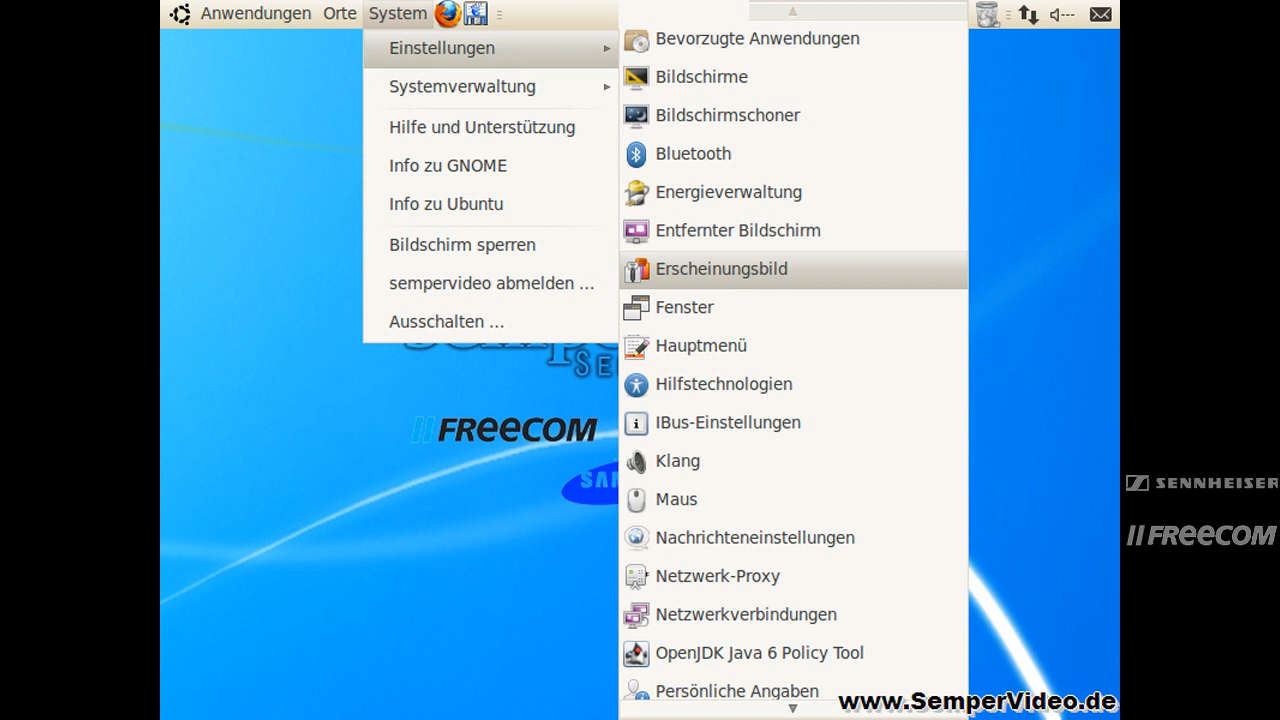 Anwendungen Orte System
Einstellungen
Systemverwaltung
Hilfe und Unterstützung
Info zu GNOME
Info zu Ubuntu
Bildschirm sperren
sempervideo abmelden ...
Ausschalten ...
Bevorzugte Anwendungen
Bildschirme
Bildschirmschoner
Bluetooth
Energieverwaltung
Entfernter Bildschirm
Erscheinungsbild
Fenster
Hauptmenü
Hilfstechnologien
IBus-Einstellungen
Klang
Maus
Nachrichteneinstellungen
Netzwerk-Proxy
Netzwerkverbindungen
OpenJDK Java 6 Policy Tool
Persönliche Angaben
FREECOM
SENNHEISER
FREECOM
www.SemperVideo.de